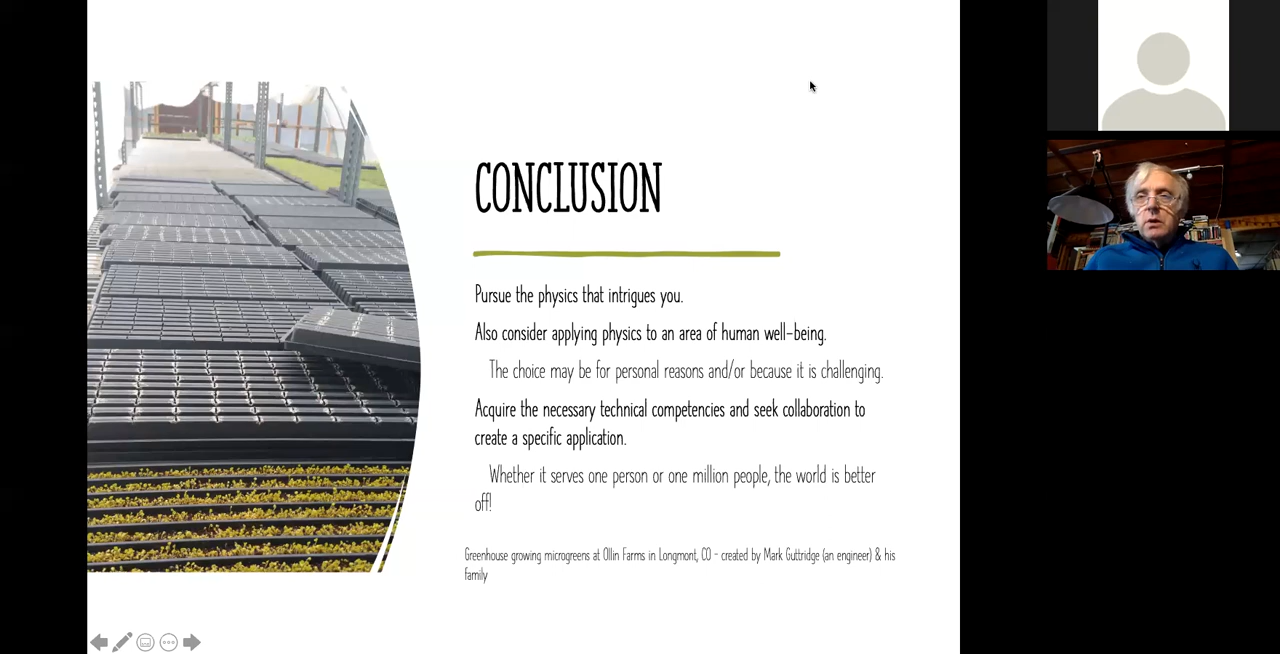 CONCLUSION
Pursue the physics that intrigues you.
Also consider applying physics to an area of human well-being.
The choice may be for personal reasons and/or because it is challenging.
Acquire the necessary technical competencies and seek collaboration to
create a specific application.
Whether it serves one person or one million people, the world is better
off!
Greenhouse growing microgreens at Ollin Farms in Longmont, CO - created by Mark Guttridge (an engineer) & his
family